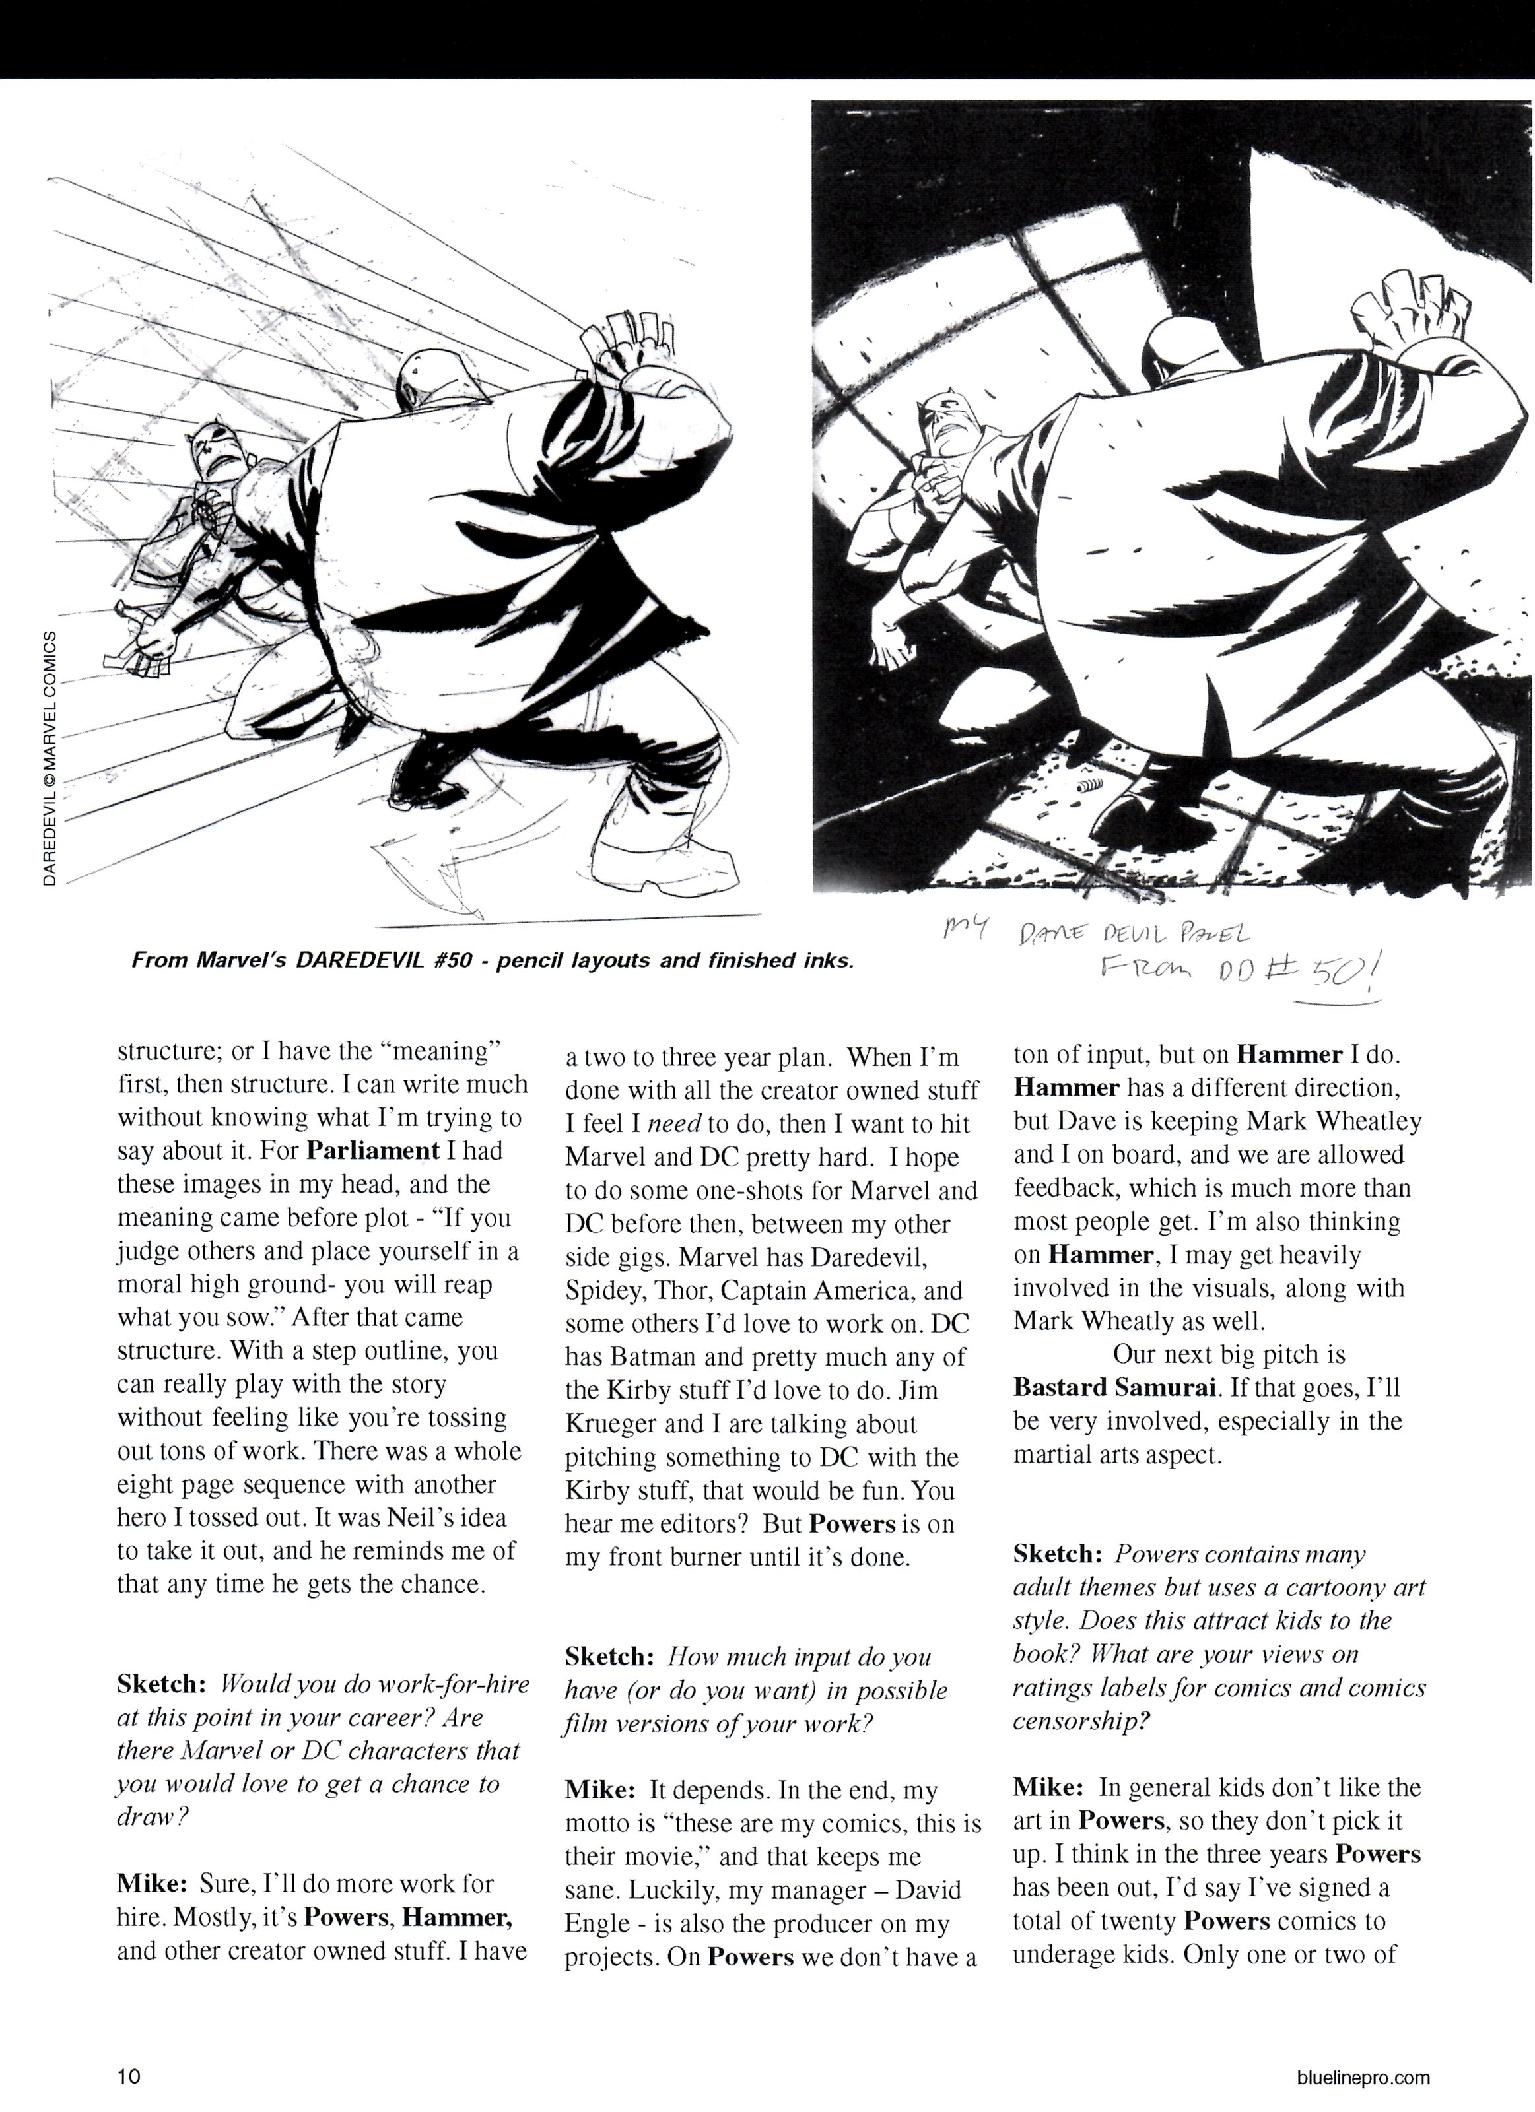 DAREDEVIL © MARVEL COMICS
MY DARE DEVIL PANEL
FROM DD # 50!
From Marvel's DAREDEVIL #50 - pencil layouts and finished inks.
structure; or I have the “meaning”
first, then structure. I can write much
without knowing what I'm trying to
say about it. For Parliament I had
these images in my head, and the
meaning came before plot - “If you
judge others and place yourself in a
moral high ground- you will reap
what you sow.” After that came
structure. With a step outline, you
can really play with the story
without feeling like you're tossing
out tons of work. There was a whole
eight page sequence with another
hero I tossed out. It was Neil's idea
to take it out, and he reminds me of
that any time he gets the chance.
Sketch: Would you do work-for-hire
at this point in your career? Are
there Marvel or DC characters that
you would love to get a chance to
draw?
Mike: Sure, I'll do more work for
hire. Mostly, it's Powers, Hammer,
and other creator owned stuff. I have
a two to three year plan. When I'm
done with all the creator owned stuff
I feel I need to do, then I want to hit
Marvel and DC pretty hard. I hope
to do some one-shots for Marvel and
DC before then, between my other
side gigs. Marvel has Daredevil,
Spidey, Thor, Captain America, and
some others I'd love to work on. DC
has Batman and pretty much any of
the Kirby stuff I'd love to do. Jim
Krueger and I are talking about
pitching something to DC with the
Kirby stuff, that would be fun. You
hear me editors? But Powers is on
my front burner until it's done.
Sketch: How much input do you
have (or do you want) in possible
film versions of your work?
Mike: It depends. In the end, my
motto is “these are my comics, this is
their movie,” and that keeps me
sane. Luckily, my manager – David
Engle - is also the producer on my
projects. On Powers we don't have a
ton of input, but on Hammer I do.
Hammer has a different direction,
but Dave is keeping Mark Wheatley
and I on board, and we are allowed
feedback, which is much more than
most people get. I'm also thinking
on Hammer, I may get heavily
involved in the visuals, along with
Mark Wheatly as well.
Our next big pitch is
Bastard Samurai. If that goes, I'll
be very involved, especially in the
martial arts aspect.
Sketch: Powers contains many
adult themes but uses a cartoony art
style. Does this attract kids to the
book? What are your views on
ratings labels for comics and comics
censorship?
Mike: In general kids don't like the
art in Powers, so they don't pick it
up. I think in the three years Powers
has been out, I'd say I've signed a
total of twenty Powers comics to
underage kids. Only one or two of
10
bluelinepro.com